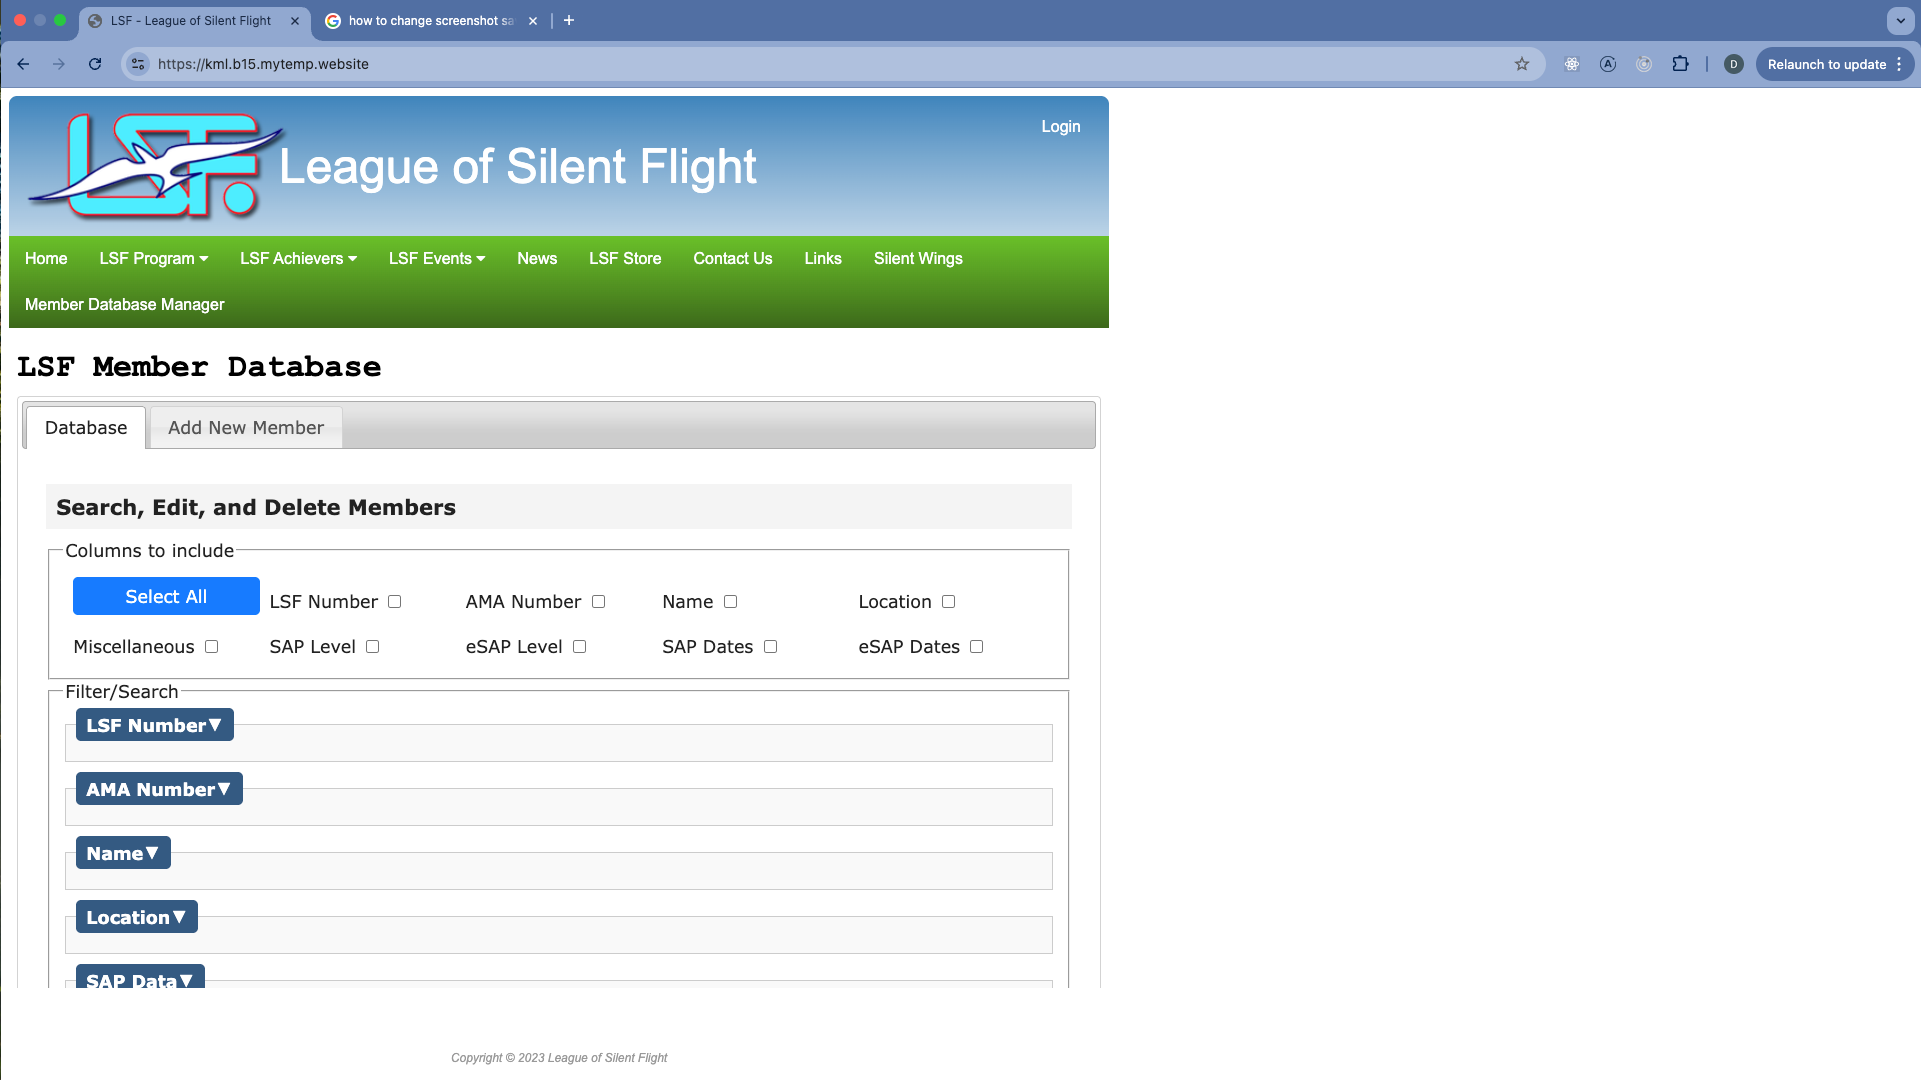 LSF - League of Silent Flight
how to change screenshot sa
https://kml.b15.mytemp.website
D
Relaunch to update
LSF.
League of Silent Flight
Login
Home
LSF Program
LSF Achievers
LSF Events
News
LSF Store
Contact Us
Links
Silent Wings
Member Database Manager
LSF Member Database
Database
Add New Member
Search, Edit, and Delete Members
Columns to include
Select All
LSF Number
AMA Number
Name
Location
Miscellaneous
SAP Level
eSAP Level
SAP Dates
eSAP Dates
Filter/Search
LSF Number▼
AMA Number▼
Name▼
Location▼
SAP Data▼
Copyright © 2023 League of Silent Flight